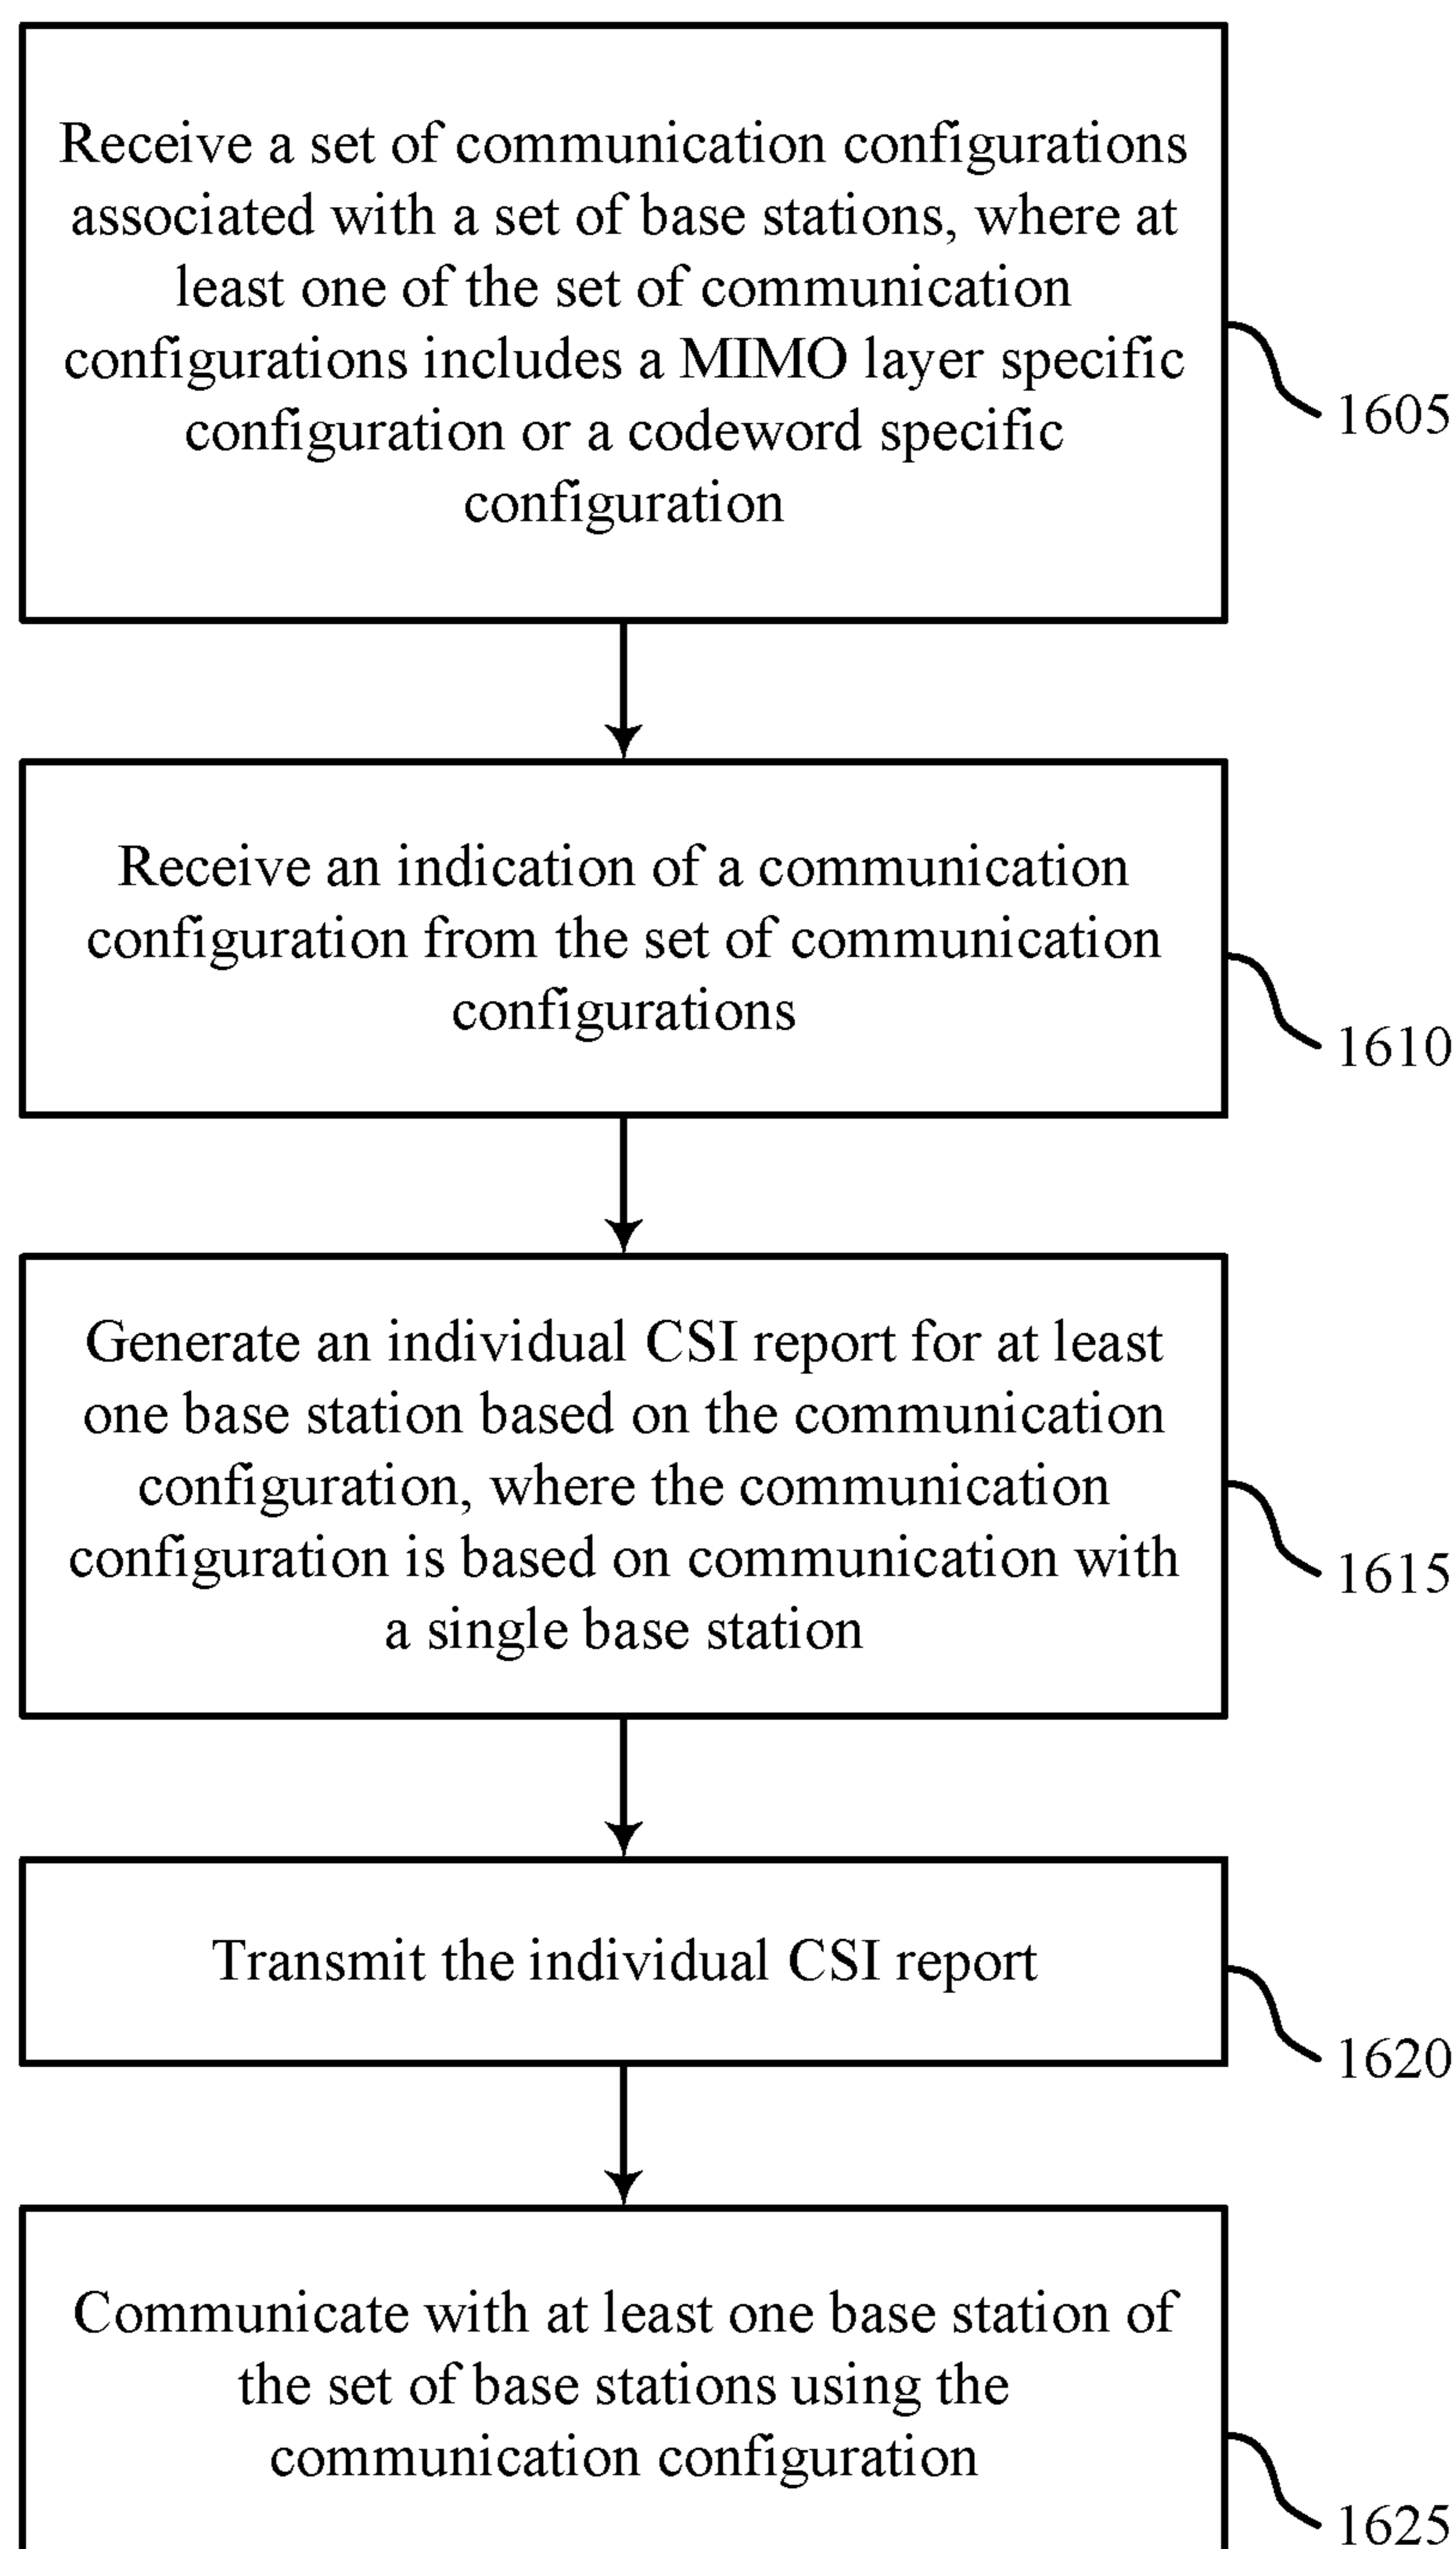 Receive a set of communication configurations
associated with a set of base stations, where at
least one of the set of communication
configurations includes a MIMO layer specific
configuration or a codeword specific
configuration
1605
Receive an indication of a communication
configuration from the set of communication
configurations
1610
Generate an individual CSI report for at least
one base station based on the communication
configuration, where the communication
configuration is based on communication with
a single base station
1615
Transmit the individual CSI report
1620
Communicate with at least one base station of
the set of base stations using the
communication configuration
1625